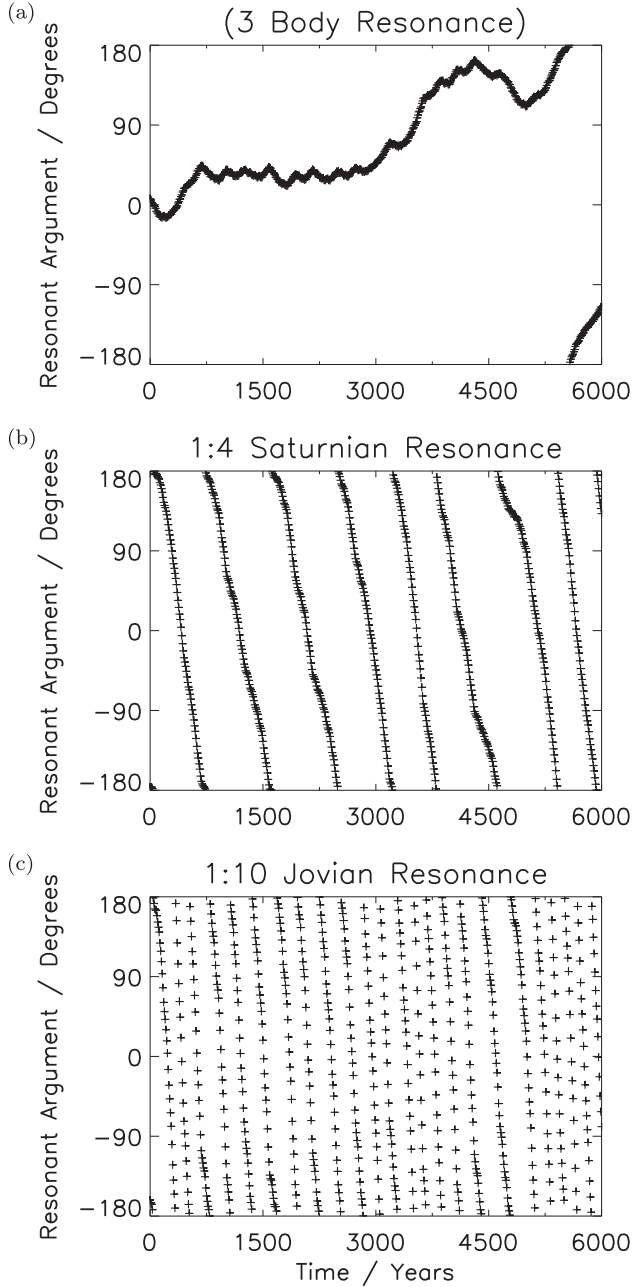 (a)
(3 Body Resonance)
Resonant Argument / Degrees
180
90
0
−90
−180
0 1500 3000 4500 6000
(b)
1:4 Saturnian Resonance
Resonant Argument / Degrees
180
90
0
−90
−180
0 1500 3000 4500 6000
(c)
1:10 Jovian Resonance
Resonant Argument / Degrees
180
90
0
−90
−180
0 1500 3000 4500 6000
Time / Years